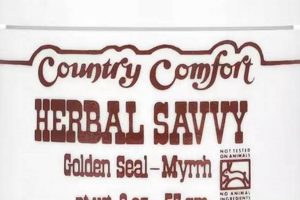 Country Comfort
HERBAL SAVVY
Golden Seal – Myrrh
NOT TESTED
ON ANIMALS
NO ANIMAL
INGREDIENTS